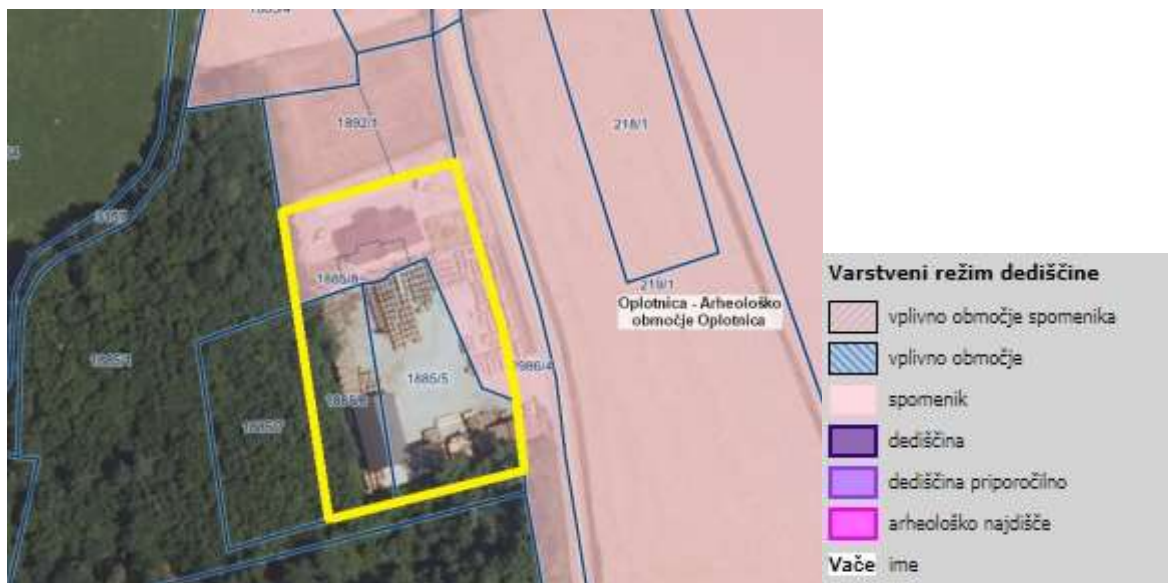 1892/1
218/1
1885/8
219/1
Oplotnica - Arheološko
območje Oplotnica
1885/5
Varstveni režim dediščine
vplivno območje spomenika
vplivno območje
spomenik
dediščina
dediščina priporočilno
arheološko najdišče
Vače ime